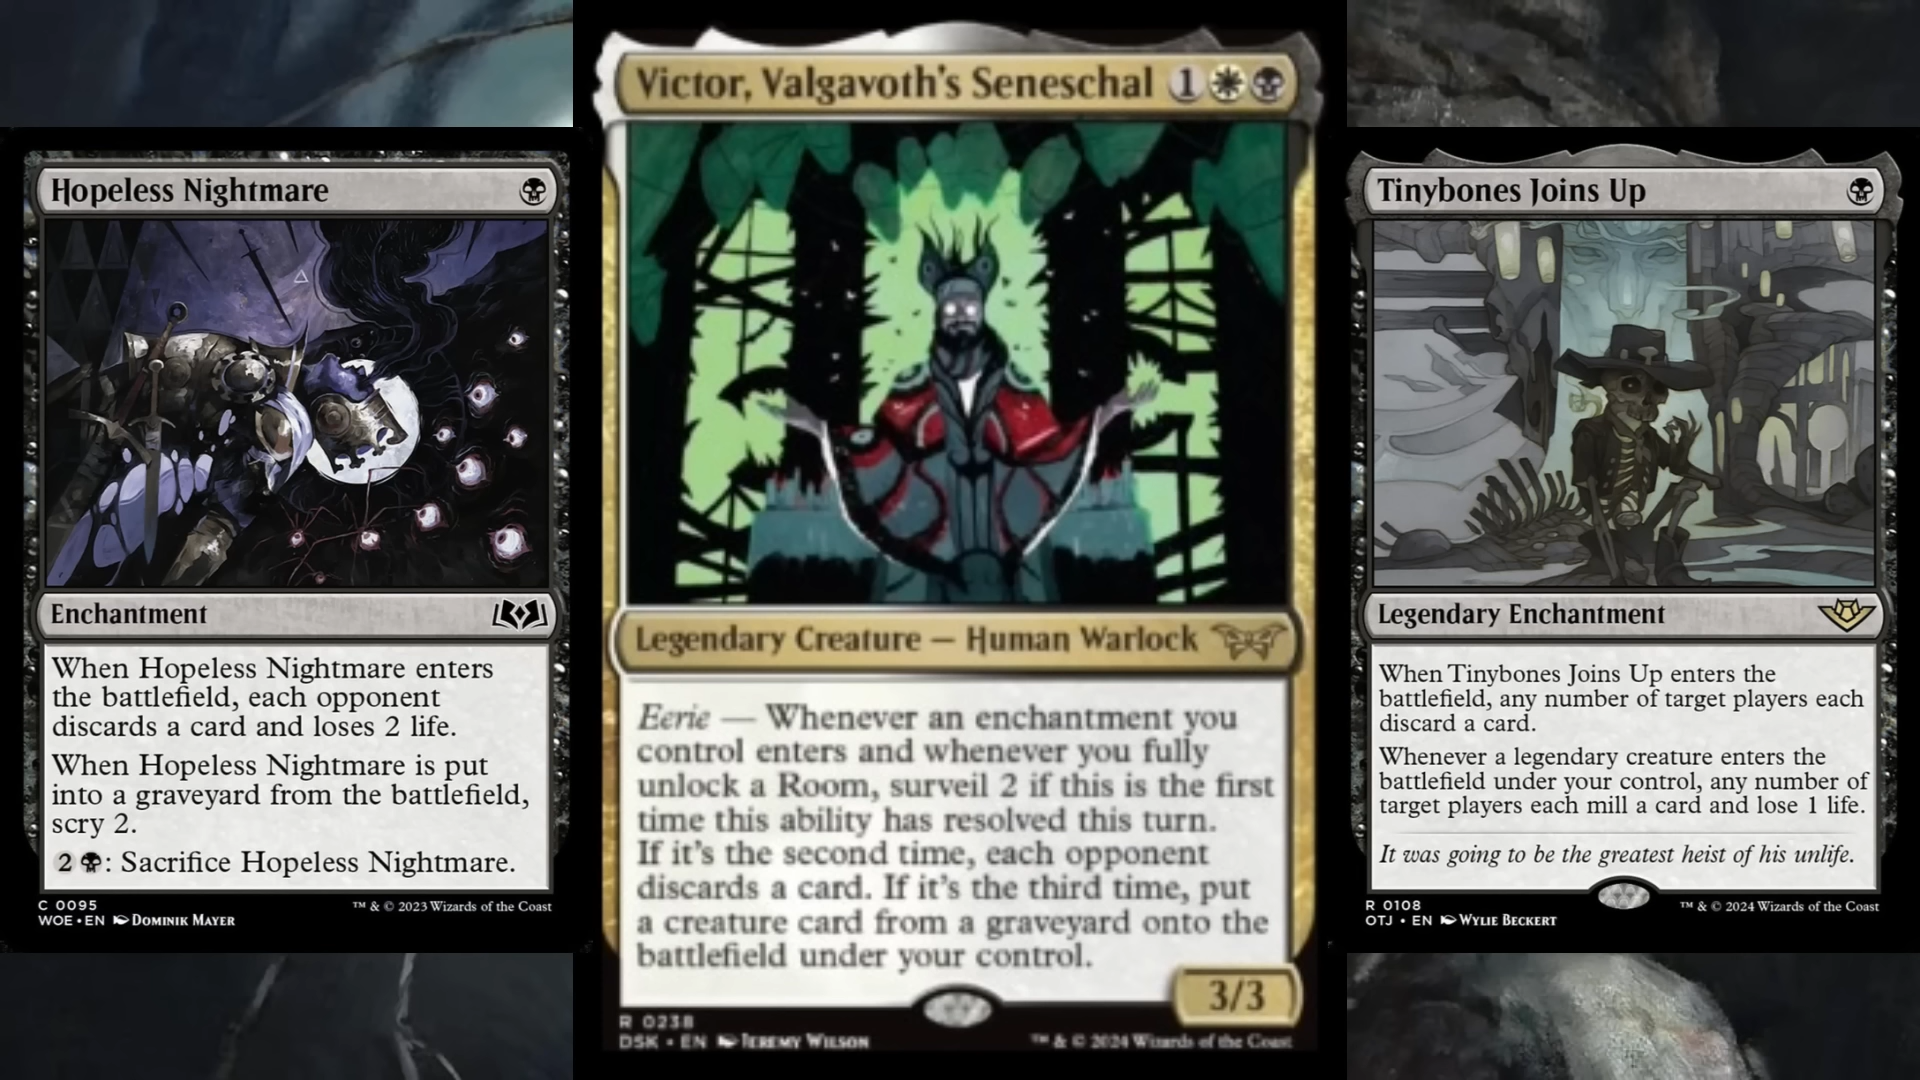 Hopeless Nightmare
Enchantment
When Hopeless Nightmare enters
the battlefield, each opponent
discards a card and loses 2 life.
When Hopeless Nightmare is put
into a graveyard from the battlefield,
scry 2.
2 : Sacrifice Hopeless Nightmare.
C 0095
WOE • EN DOMINIK MAYER
™ & © 2023 Wizards of the Coast
Victor, Valgavoth's Seneschal 1
Legendary Creature — Human Warlock
Eerie — Whenever an enchantment you
control enters and whenever you fully
unlock a Room, surveil 2 if this is the first
time this ability has resolved this turn.
If it's the second time, each opponent
discards a card. If it's the third time, put
a creature card from a graveyard onto the
battlefield under your control.
3/3
R 0238
DSK • EN JEREMY WILSON
™ & © 2024 Wizards of the Coast
Tinybones Joins Up
Legendary Enchantment
When Tinybones Joins Up enters the
battlefield, any number of target players each
discard a card.
Whenever a legendary creature enters the
battlefield under your control, any number of
target players each mill a card and lose 1 life.
It was going to be the greatest heist of his unlife.
R 0108
OTJ • EN WYLIE BECKERT
™ & © 2024 Wizards of the Coast